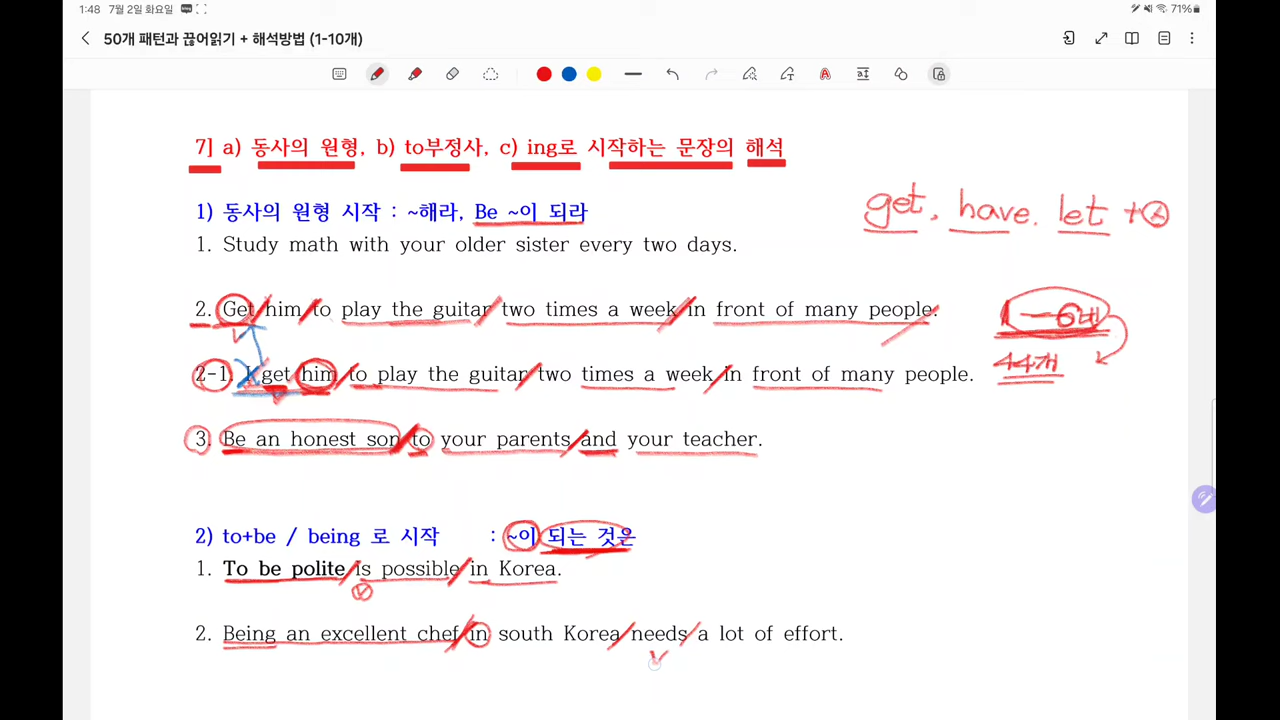 1:48 7월 2일 화요일 71%
50개 패턴과 끊어읽기 + 해석방법 (1-10개)
7] a) 동사의 원형, b) to부정사, c) ing로 시작하는 문장의 해석
1) 동사의 원형 시작 : ~해라, Be ~이 되라
get, have. let +
1. Study math with your older sister every two days.
2. Get him to play the guitar two times a week in front of many people.
1-6개
2-1. I get him to play the guitar two times a week in front of many people.
44개
3. Be an honest son to your parents and your teacher.
2) to+be / being 로 시작 : ~이 되는 것은
1. To be polite is possible in Korea.
V
2. Being an excellent chef in south Korea needs a lot of effort.
V